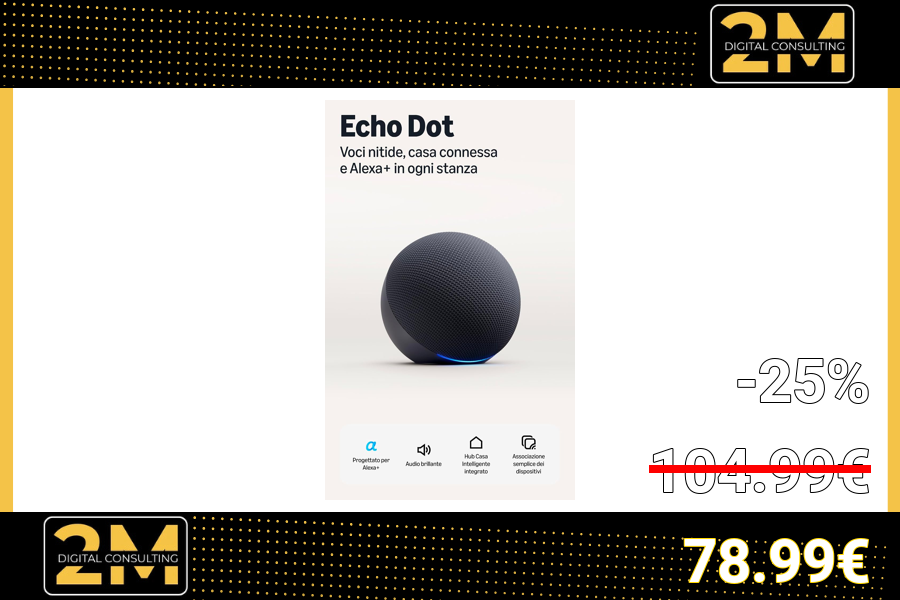 2M
DIGITAL CONSULTING
Echo Dot
Voci nitide, casa connessa
e Alexa+ in ogni stanza
-25%
104.99€
Progettato per
Alexa+
Audio brillante
Hub Casa
Intelligente
integrato
Associazione
semplice dei
dispositivi
2M
DIGITAL CONSULTING
78.99€